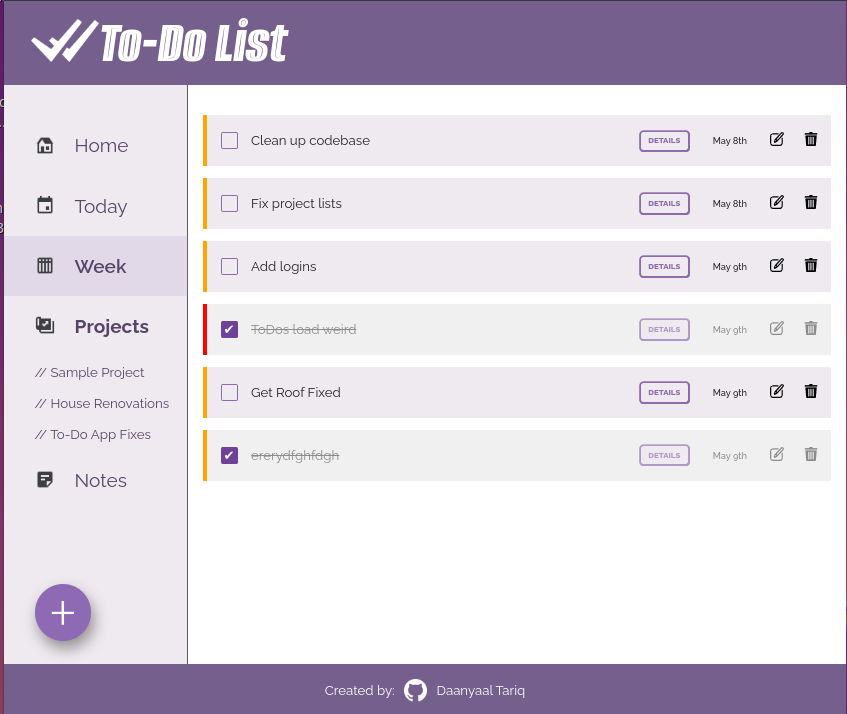 To-Do List
Home
Today
Week
Projects
// Sample Project
// House Renovations
// To-Do App Fixes
Notes
Clean up codebase DETAILS May 8th
Fix project lists DETAILS May 8th
Add logins DETAILS May 9th
ToDos load weird DETAILS May 9th
Get Roof Fixed DETAILS May 9th
ererydfghfdgh DETAILS May 9th
Created by: Daanyaal Tariq